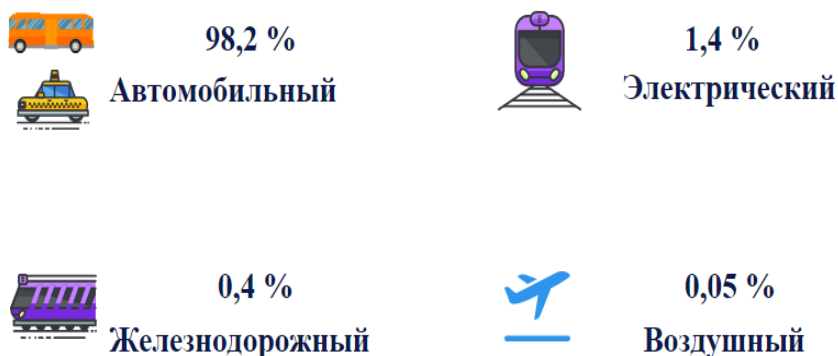 98,2 %
Автомобильный
1,4 %
Электрический
0,4 %
Железнодорожный
0,05 %
Воздушный